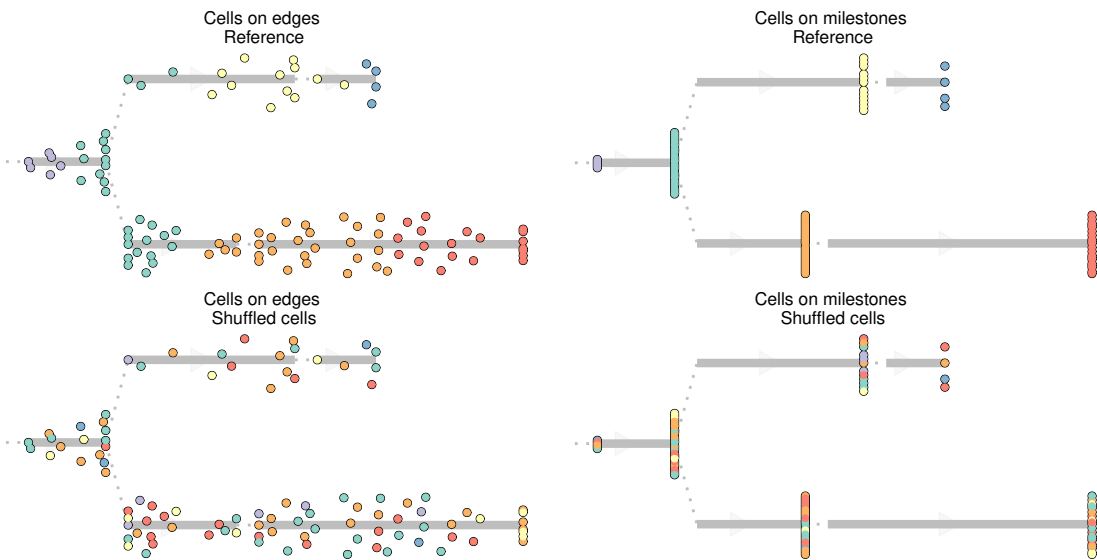 Cells on edges
Reference
Cells on milestones
Reference
Cells on edges
Shuffled cells
Cells on milestones
Shuffled cells